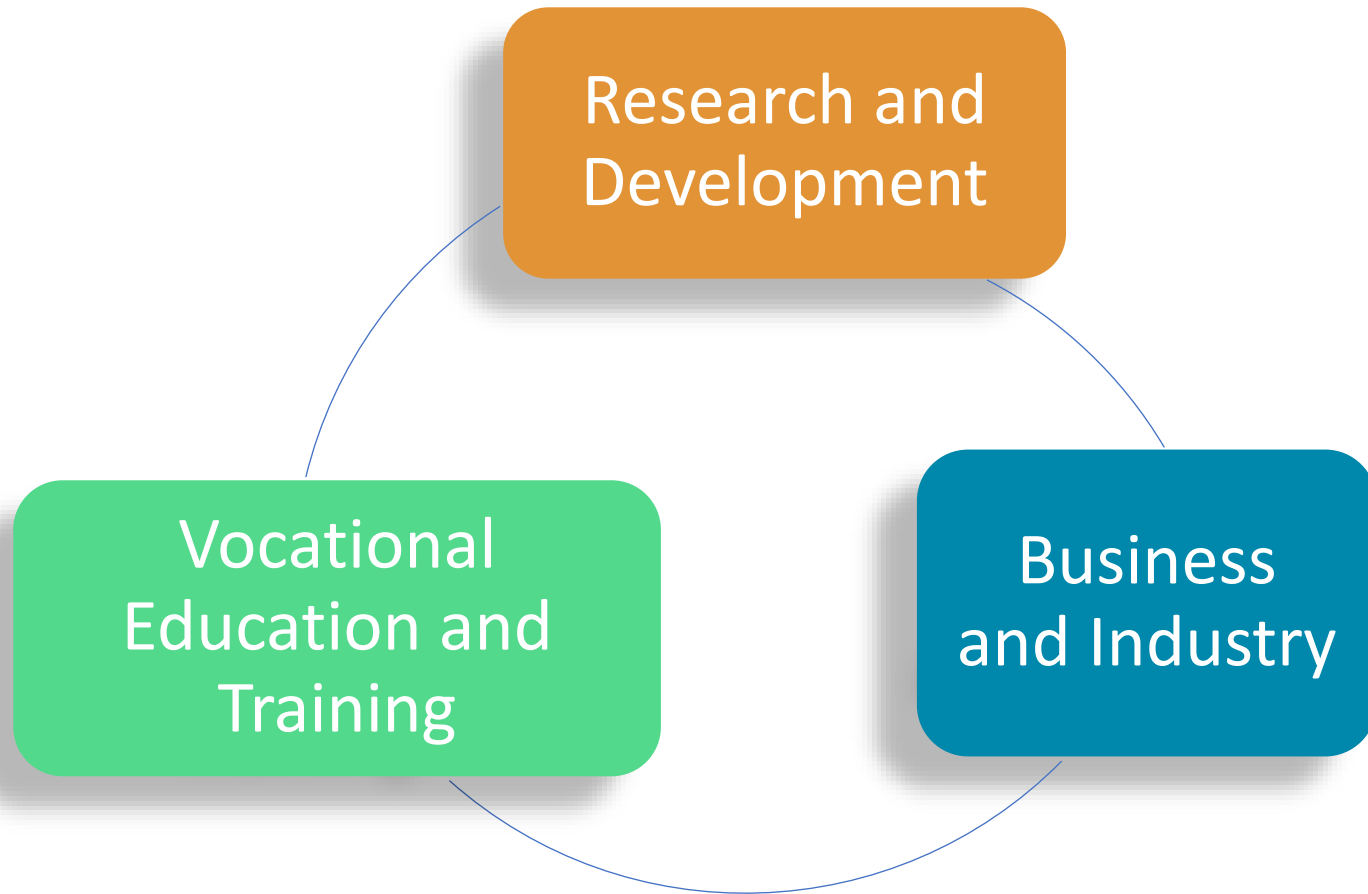 Research and
Development
Vocational
Education and
Training
Business
and Industry